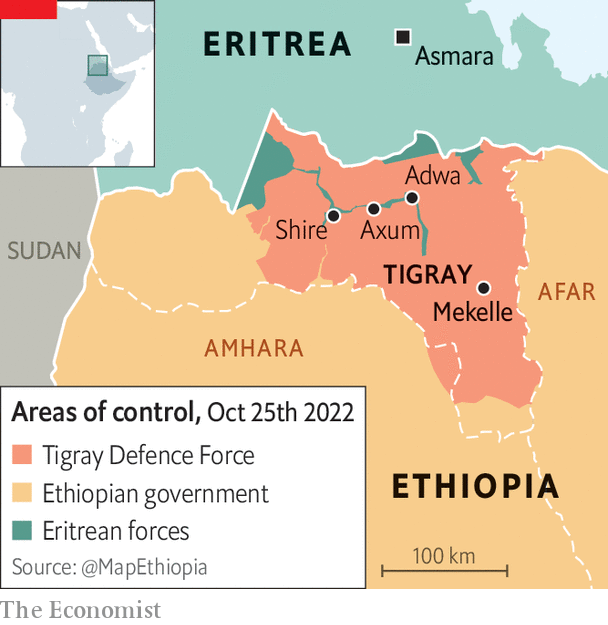 ERITREA
Asmara
SUDAN
Adwa
Shire
Axum
TIGRAY
Mekelle
AFAR
AMHARA
Areas of control, Oct 25th 2022
Tigray Defence Force
Ethiopian government
Eritrean forces
Source: @MapEthiopia
ETHIOPIA
100 km
The Economist